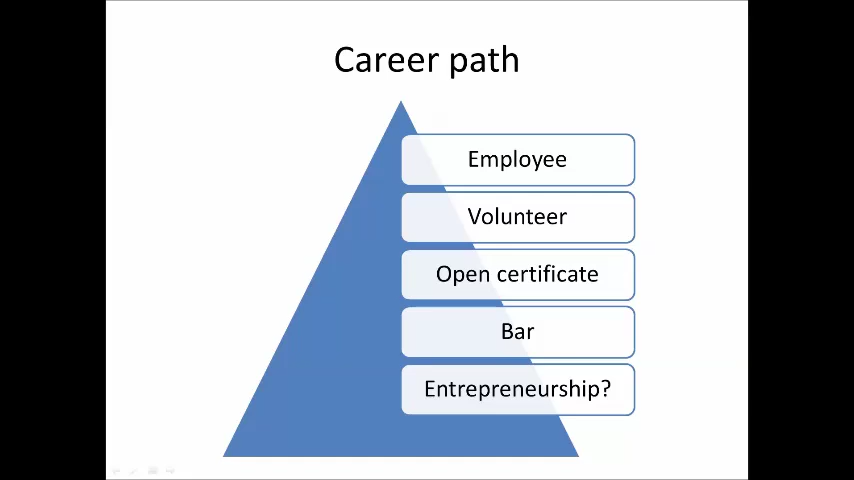 Career path
Employee
Volunteer
Open certificate
Bar
Entrepreneurship?